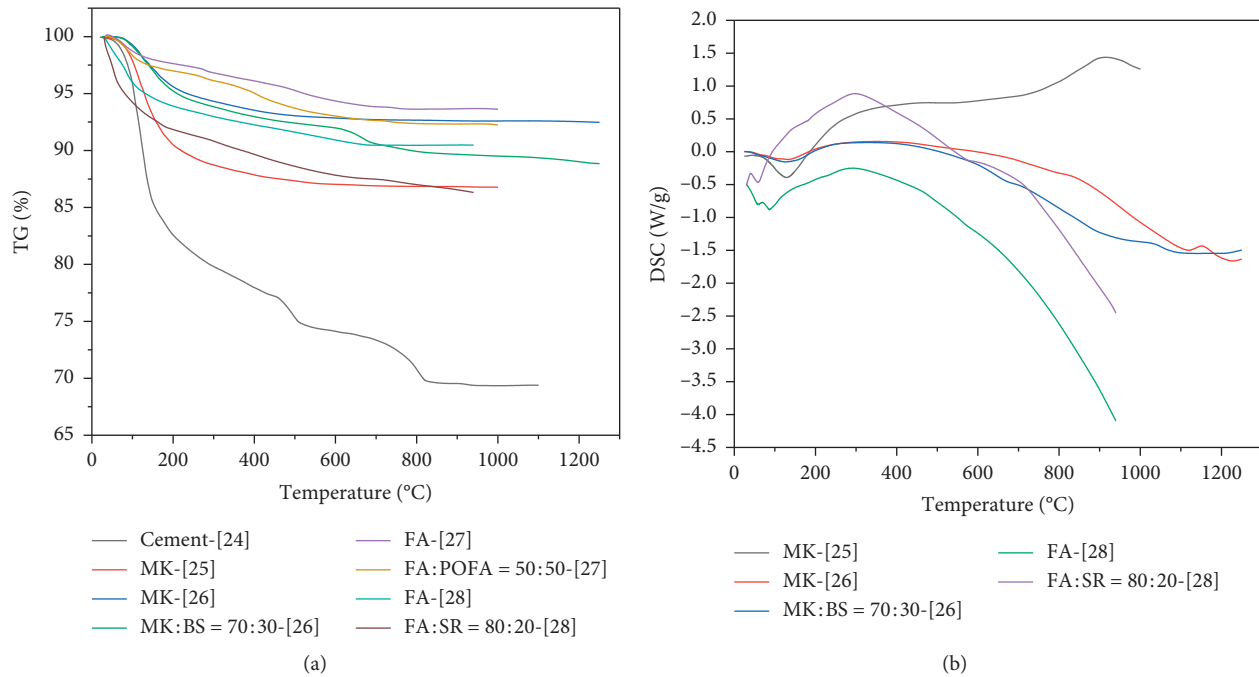 100
95
90
85
80
75
70
65
TG (%)
0 200 400 600 800 1000 1200
Temperature (°C)
Cement-[24]
MK-[25]
MK-[26]
MK:BS = 70:30-[26]
FA-[27]
FA:POFA = 50:50-[27]
FA-[28]
FA:SR = 80:20-[28]
(a)
2.0
1.5
1.0
0.5
0.0
−0.5
−1.0
−1.5
−2.0
−2.5
−3.0
−3.5
−4.0
−4.5
DSC (W/g)
0 200 400 600 800 1000 1200
Temperature (°C)
MK-[25]
MK-[26]
MK:BS = 70:30-[26]
FA-[28]
FA:SR = 80:20-[28]
(b)